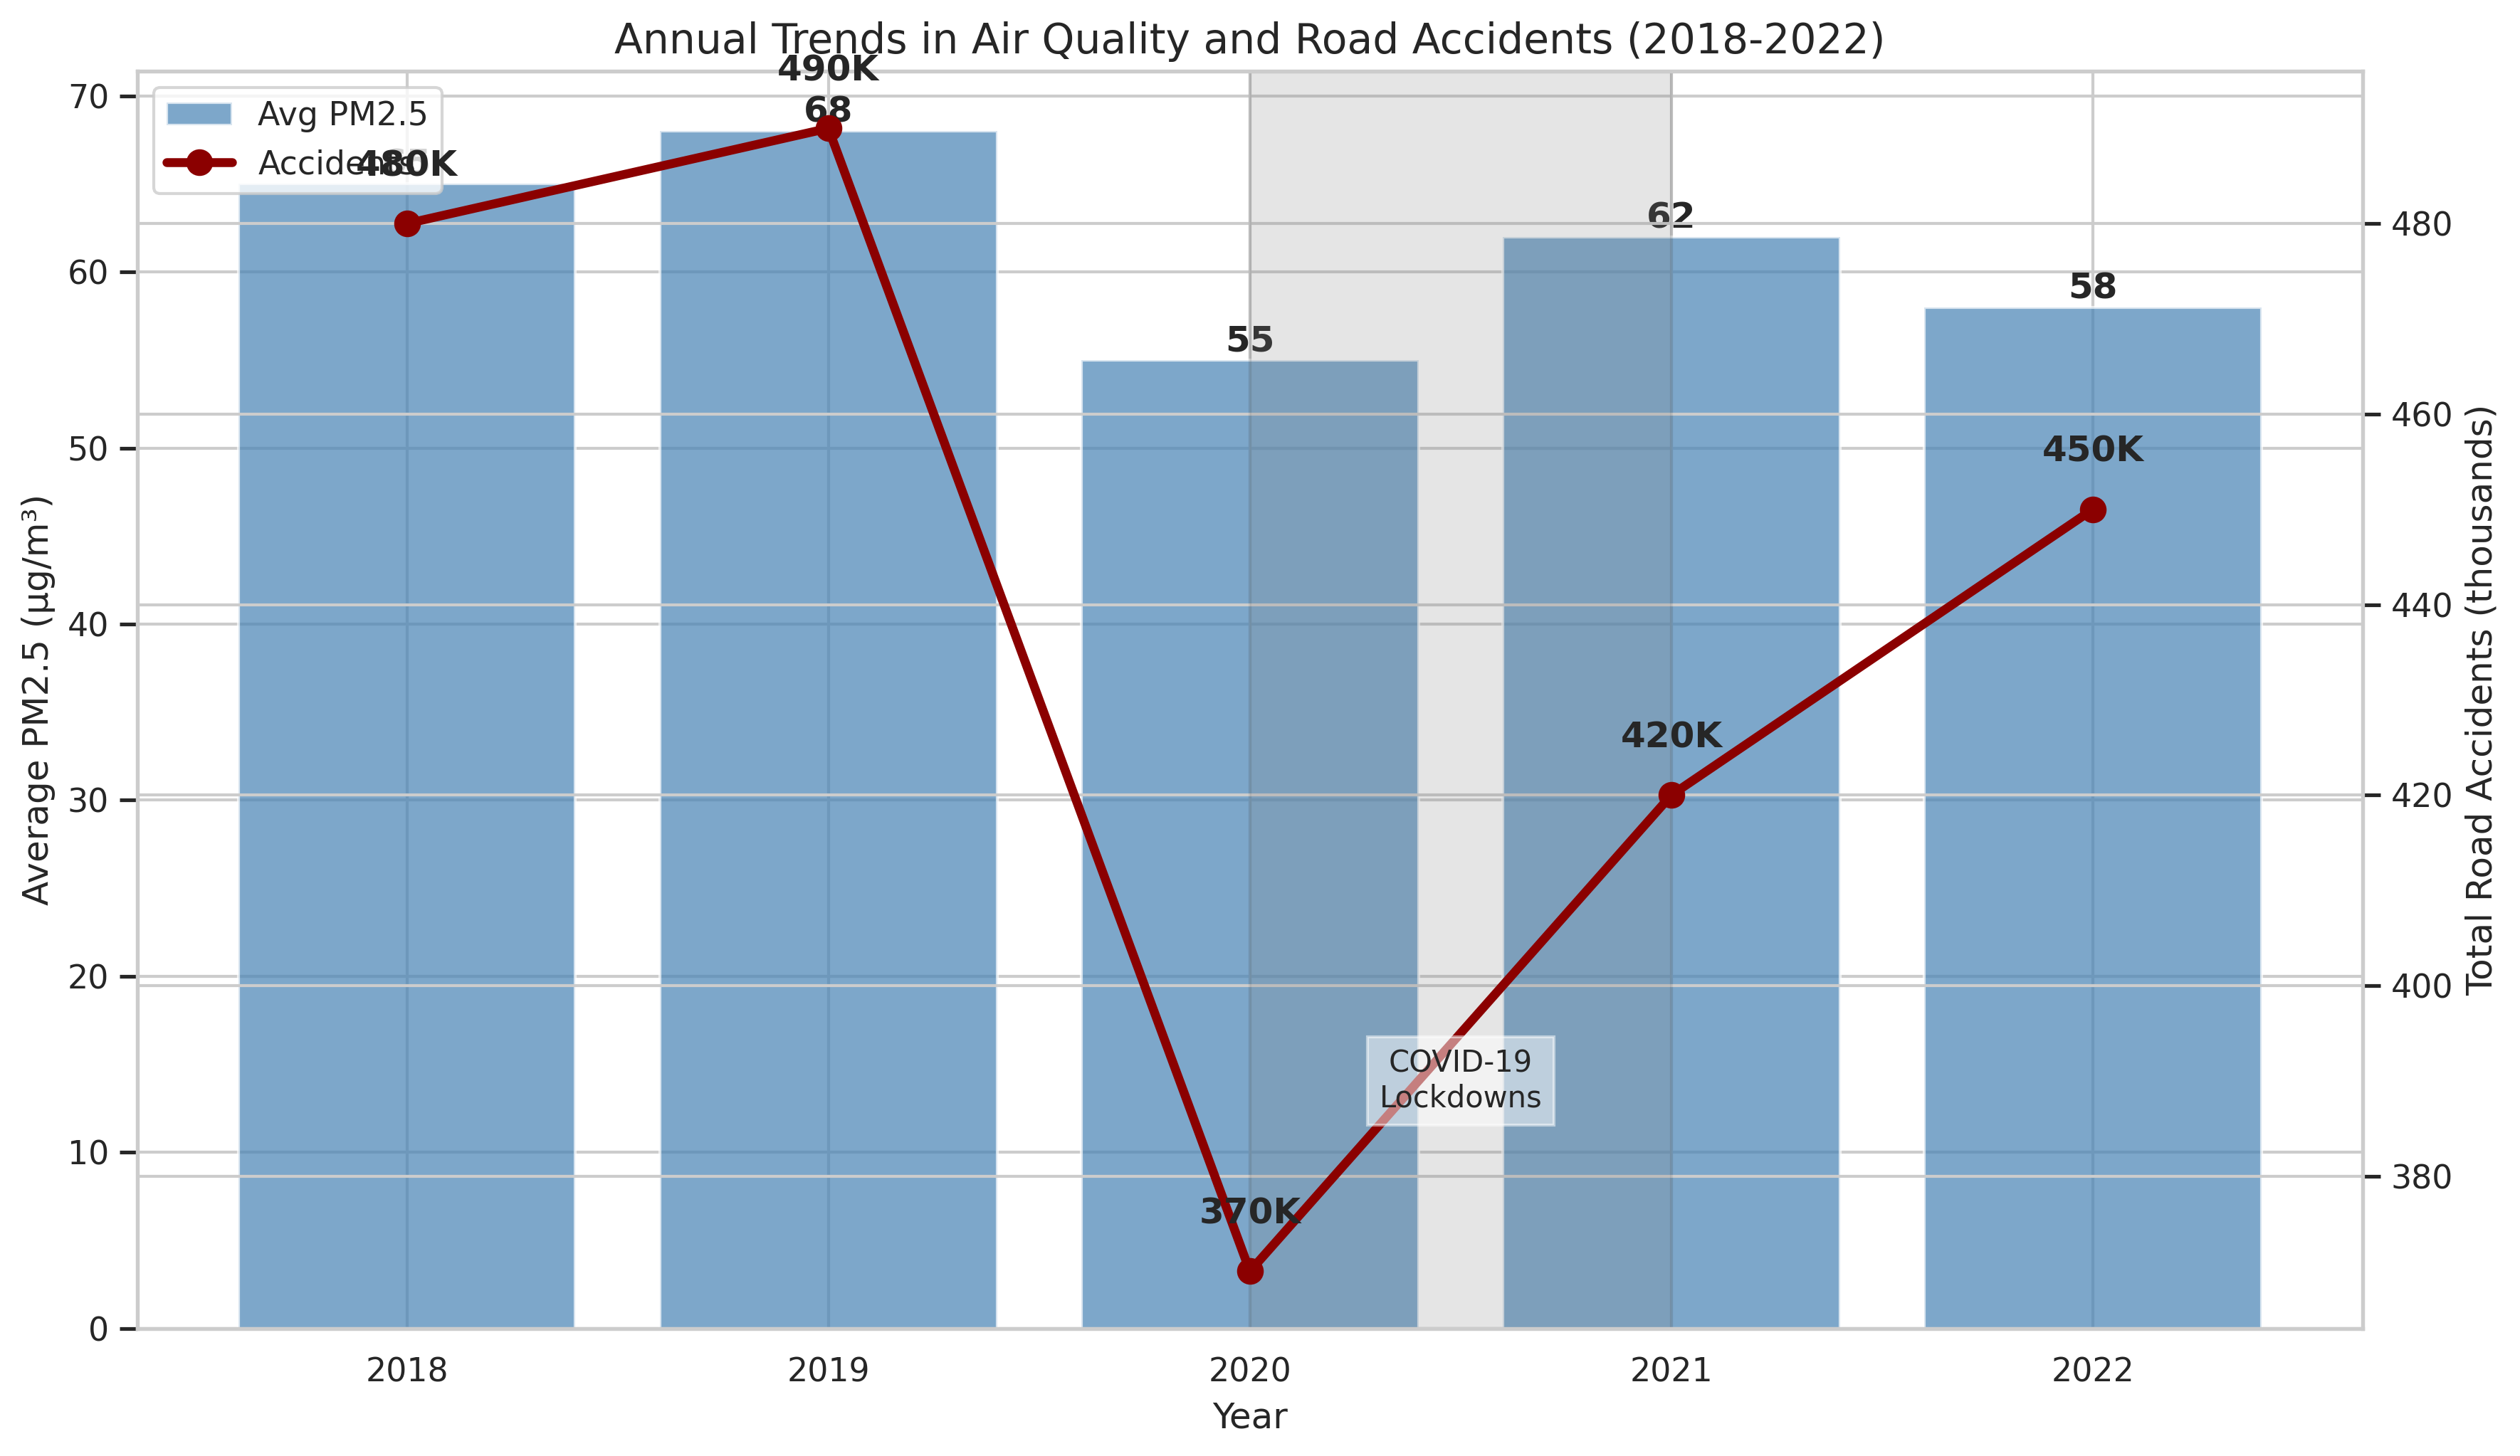 Annual Trends in Air Quality and Road Accidents (2018-2022)
490K
70
Avg PM2.5
68
Accidents
480K
62
480
60
58
55
460
50
450K
40
440
420K
30
420
20
400
COVID-19
Lockdowns
10
380
370K
0
Average PM2.5 (µg/m³)
Total Road Accidents (thousands)
2018
2019
2020
2021
2022
Year